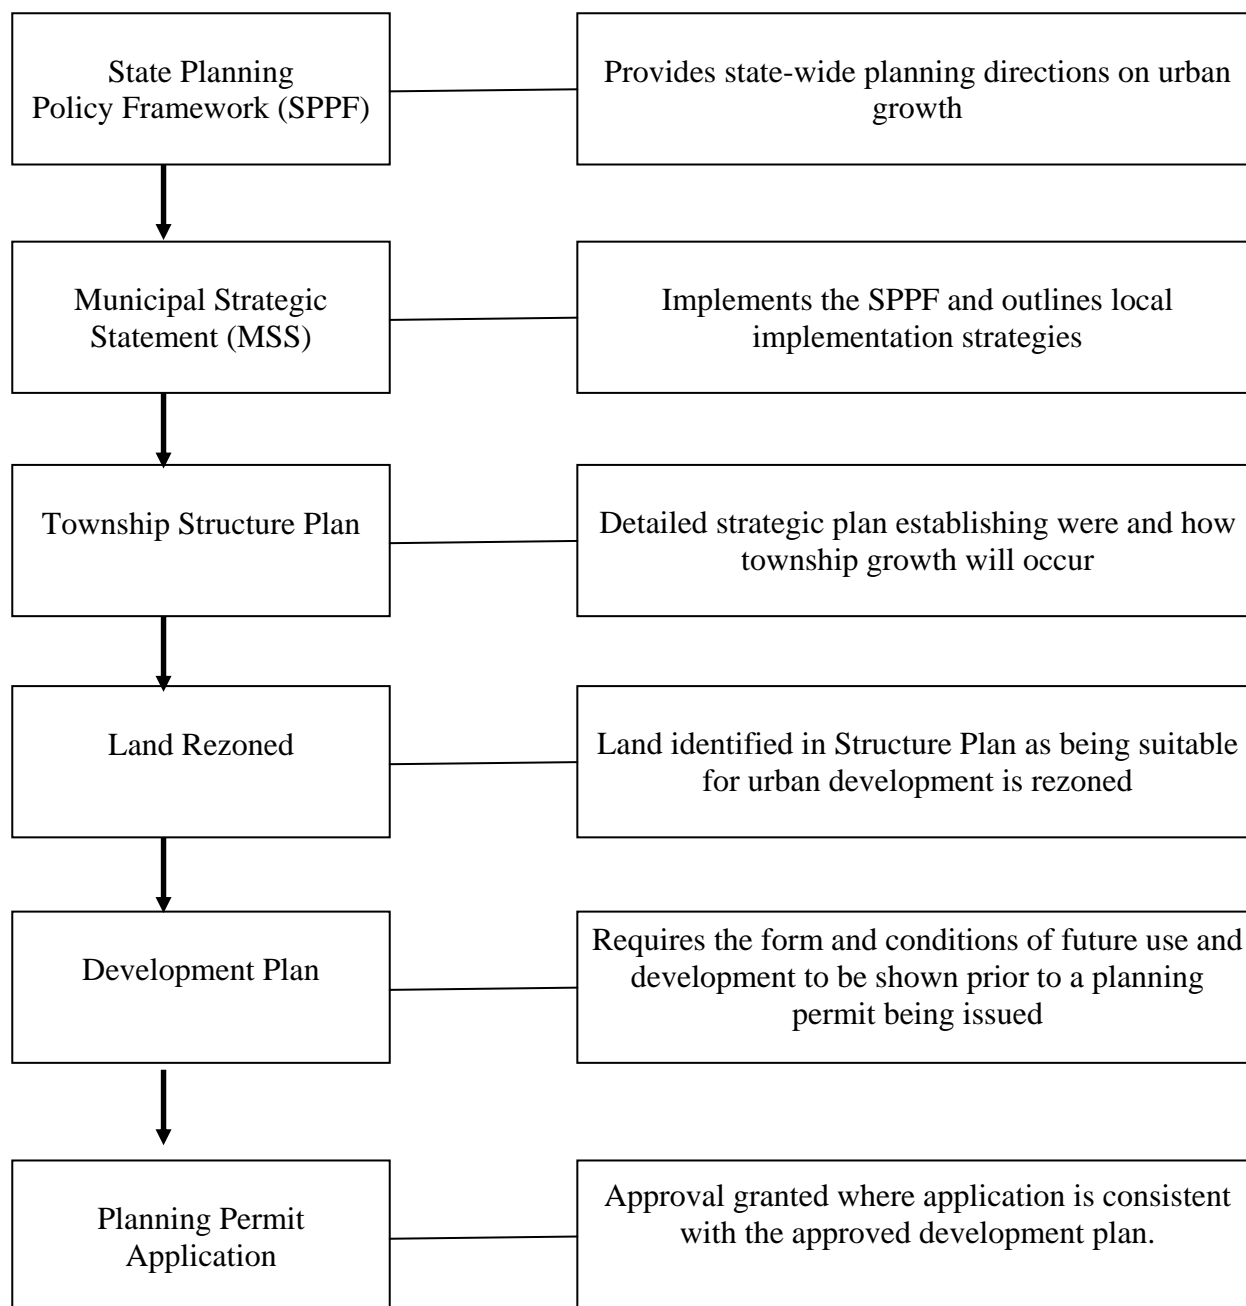 State Planning
Policy Framework (SPPF)
Provides state-wide planning directions on urban
growth
Municipal Strategic
Statement (MSS)
Implements the SPPF and outlines local
implementation strategies
Township Structure Plan
Detailed strategic plan establishing were and how
township growth will occur
Land Rezoned
Land identified in Structure Plan as being suitable
for urban development is rezoned
Development Plan
Requires the form and conditions of future use and
development to be shown prior to a planning
permit being issued
Planning Permit
Application
Approval granted where application is consistent
with the approved development plan.